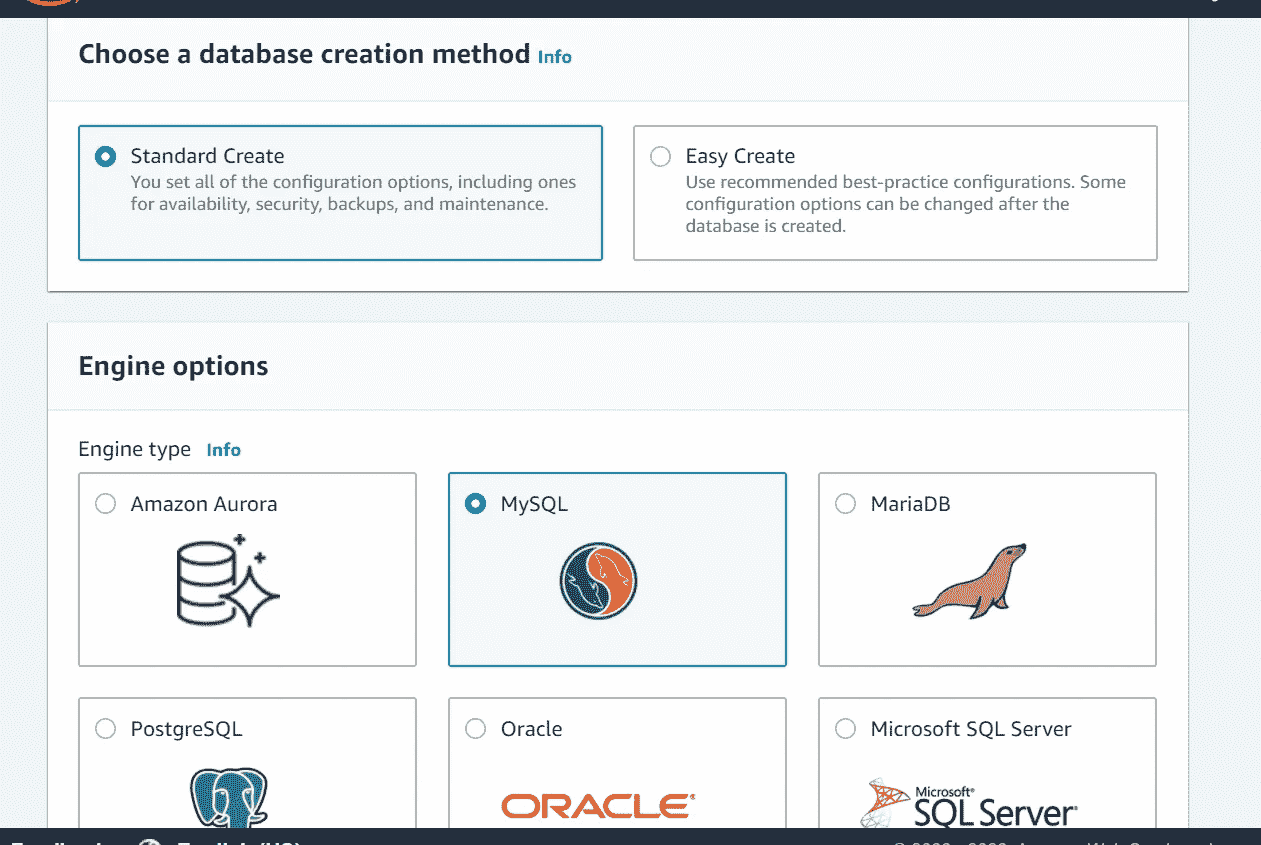 Choose a database creation method Info
Standard Create
You set all of the configuration options, including ones
for availability, security, backups, and maintenance.
Easy Create
Use recommended best-practice configurations. Some
configuration options can be changed after the
database is created.
Engine options
Engine type Info
Amazon Aurora
MySQL
MariaDB
PostgreSQL
Oracle
ORACLE
Microsoft SQL Server
Microsoft®
SQL Server